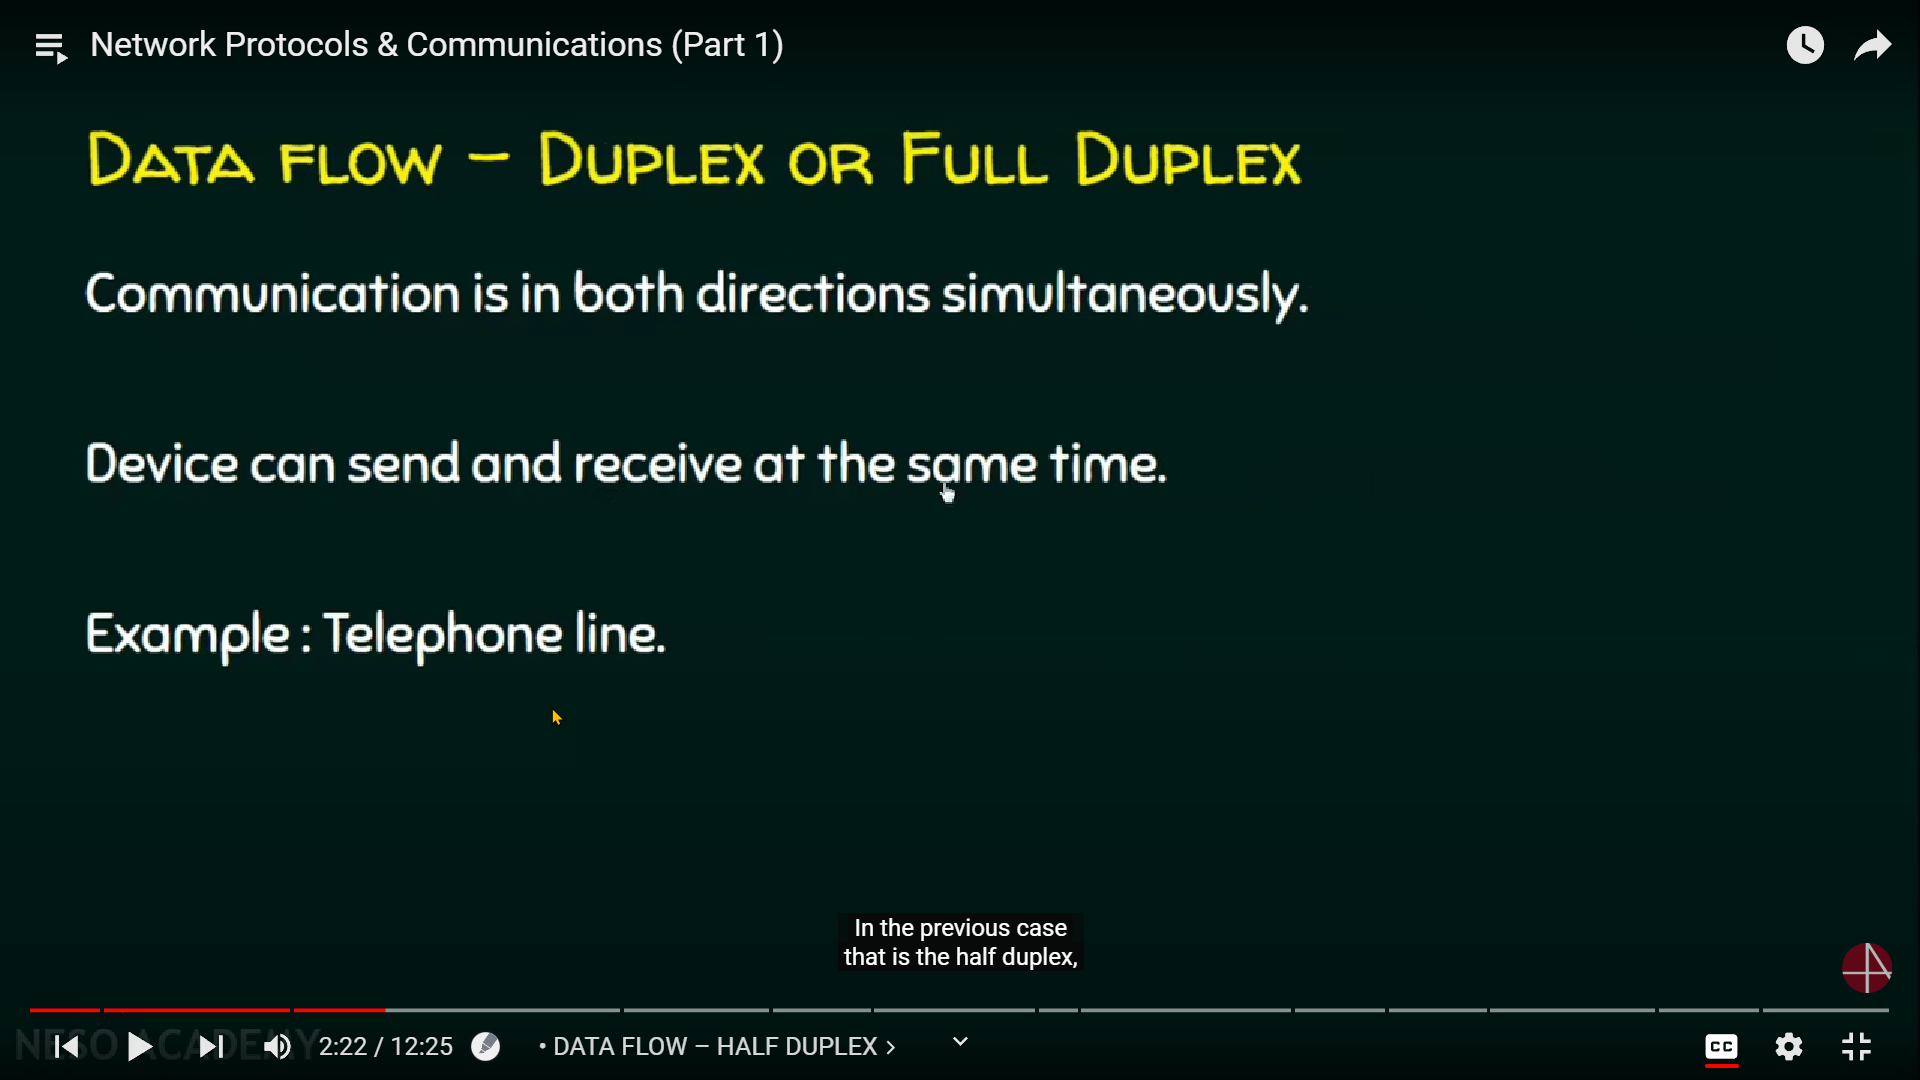 Network Protocols & Communications (Part 1)
DATA FLOW – DUPLEX OR FULL DUPLEX
Communication is in both directions simultaneously.
Device can send and receive at the same time.
Example : Telephone line.
In the previous case
that is the half duplex,
NESO ACADEMY
2:22 / 12:25 • DATA FLOW – HALF DUPLEX >
CC